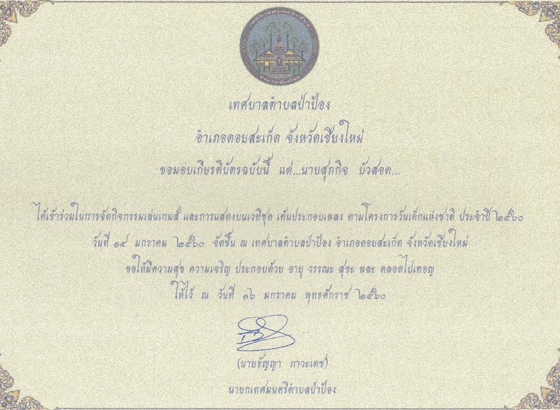 เทศบาลตำบลป่าป้อง
อำเภอดอยสะเก็ด จังหวัดเชียงใหม่
ขอมอบเกียรติบัตรฉบับนี้ แด่...นายสุภกิจ บัวสอด...
ได้เข้าร่วมในการจัดกิจกรรมเล่นเกมส์ และการแสดงบนเวทีชุด เต้นประกอบเพลง ตามโครงการวันเด็กแห่งชาติ ประจำปี ๒๕๖๐
วันที่ ๑๔ มกราคม ๒๕๖๐ จัดขึ้น ณ เทศบาลตำบลป่าป้อง อำเภอดอยสะเก็ด จังหวัดเชียงใหม่
ขอให้มีความสุข ความเจริญ ประกอบด้วย อายุ วรรณะ สุขะ พละ ตลอดไปเทอญ
ให้ไว้ ณ วันที่ ๑๖ มกราคม พุทธศักราช ๒๕๖๐
(นายธัญญา กาวะเดช)
นายกเทศมนตรีตำบลป่าป้อง